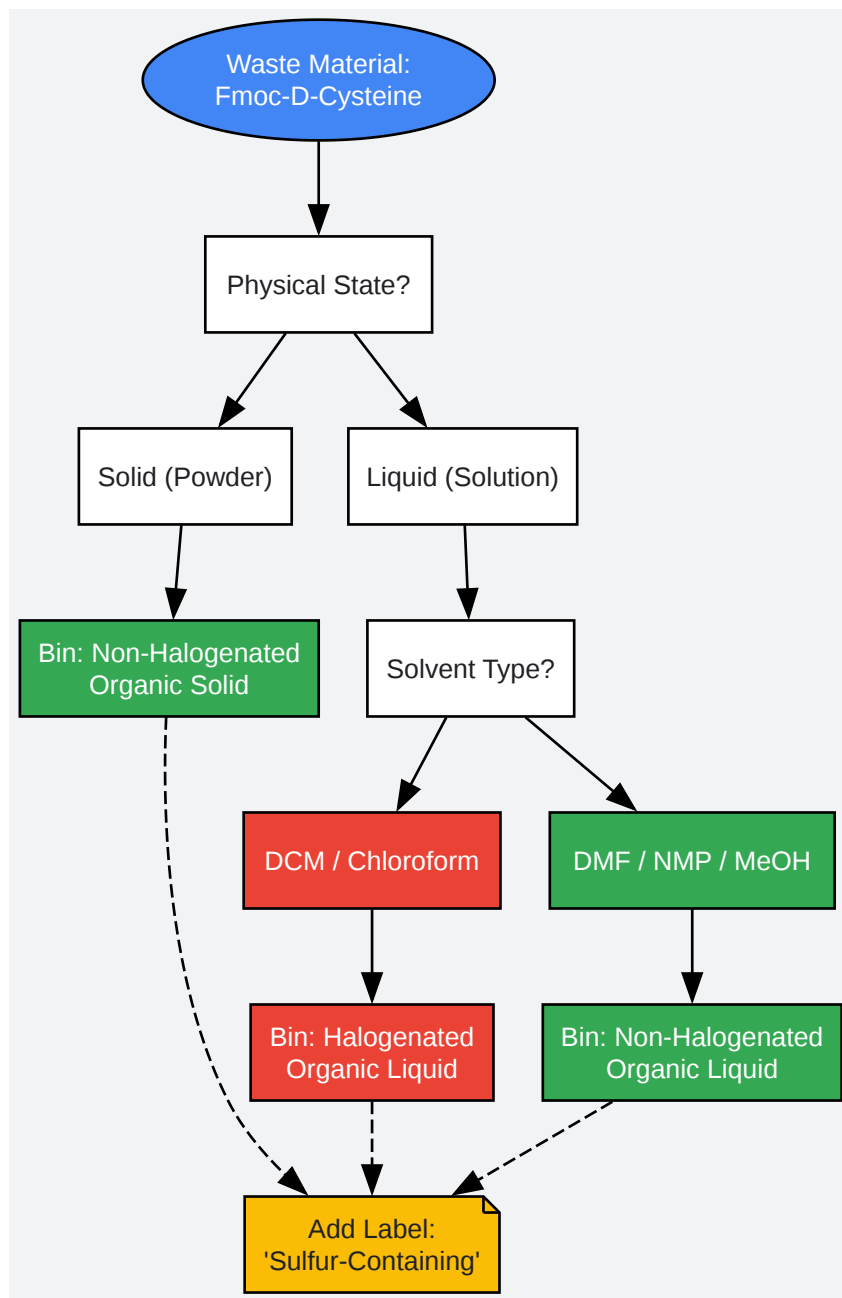 Waste Material:
Fmoc-D-Cysteine
Physical State?
Solid (Powder)
Liquid (Solution)
Bin: Non-Halogenated
Organic Solid
Solvent Type?
DCM / Chloroform
DMF / NMP / MeOH
Bin: Halogenated
Organic Liquid
Bin: Non-Halogenated
Organic Liquid
Add Label:
'Sulfur-Containing'